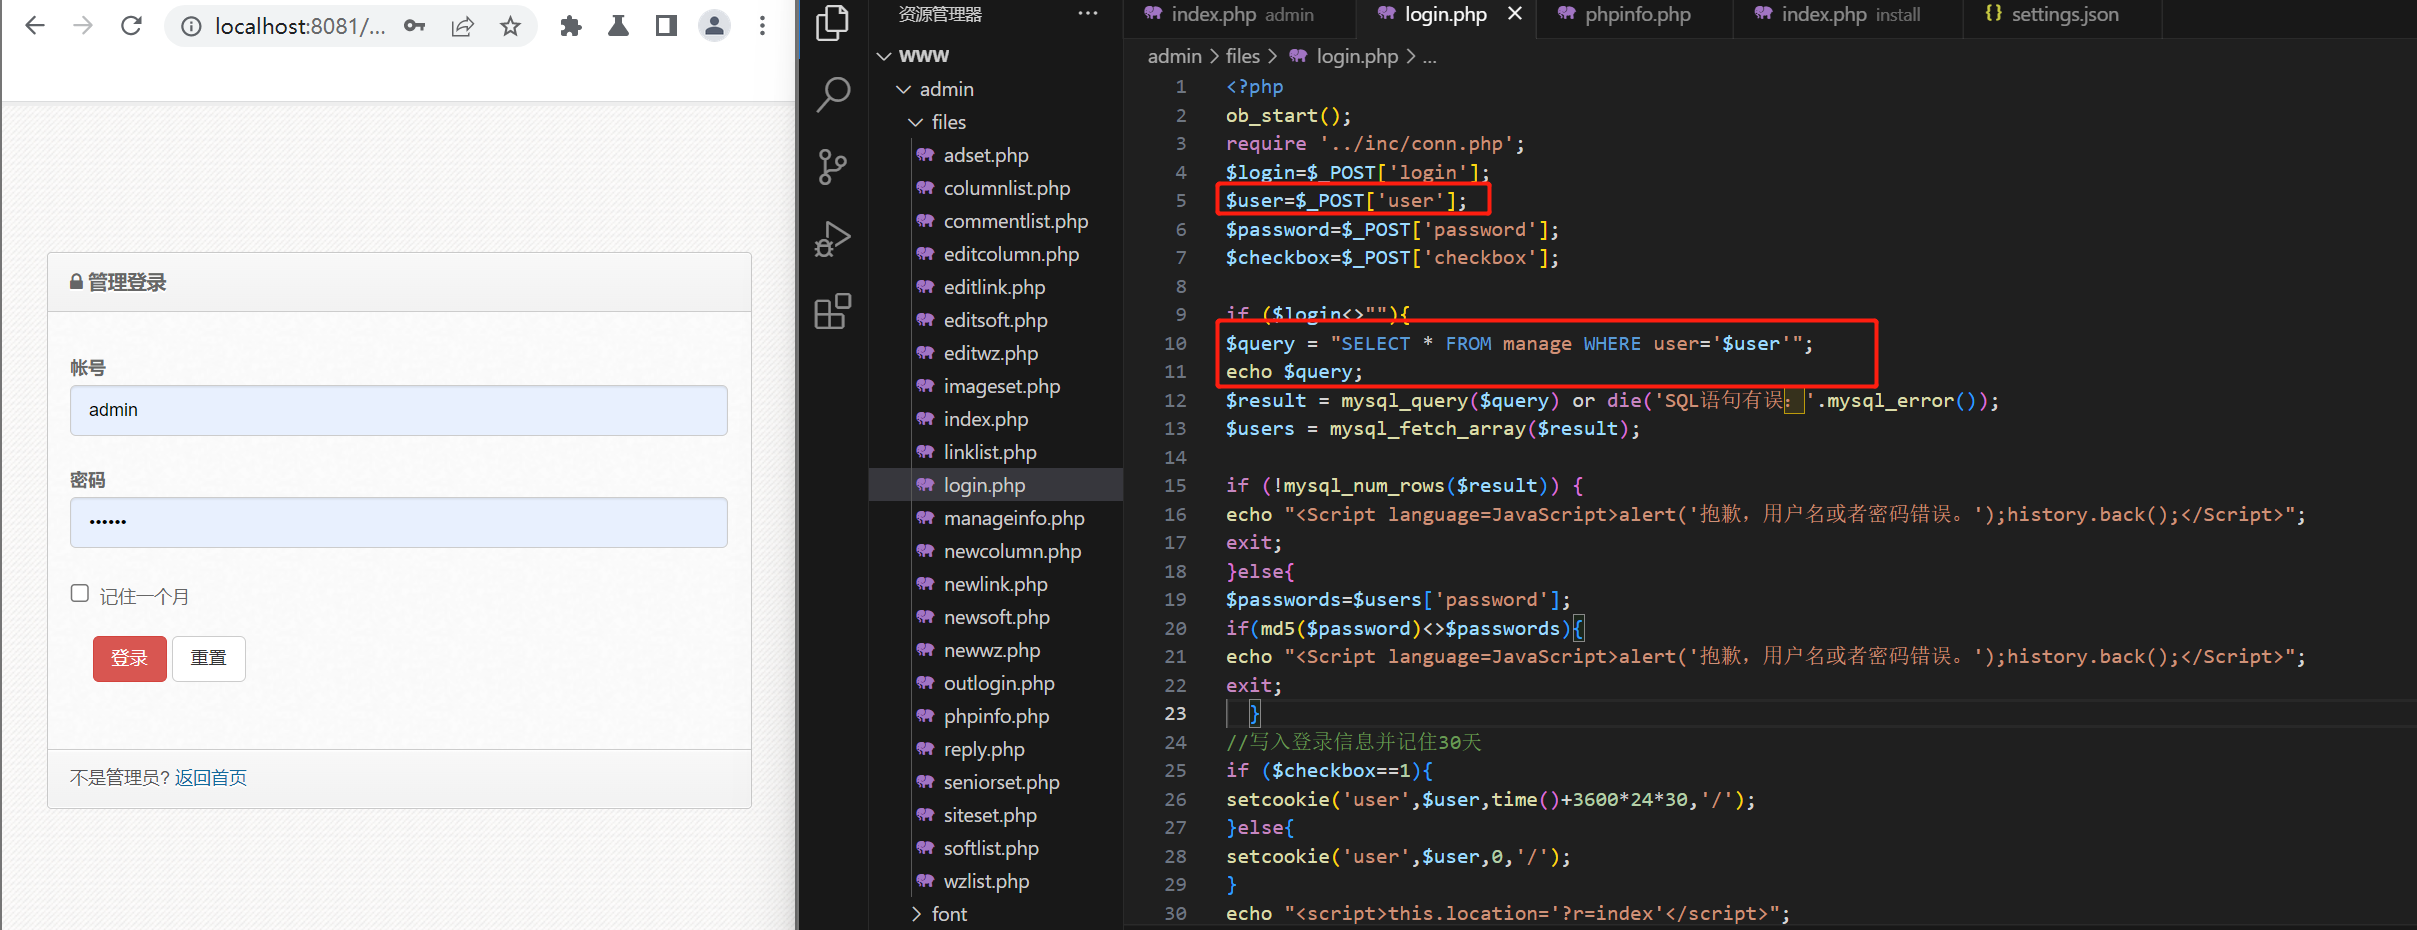 localhost:8081/...
管理登录
帐号
admin
密码
••••••
记住一个月
登录 重置
不是管理员? 返回首页
资源管理器 ···
WWW
admin
files
adset.php
columnlist.php
commentlist.php
editcolumn.php
editlink.php
editsoft.php
editwz.php
imageset.php
index.php
linklist.php
login.php
manageinfo.php
newcolumn.php
newlink.php
newsoft.php
newwz.php
outlogin.php
phpinfo.php
reply.php
seniorset.php
siteset.php
softlist.php
wzlist.php
font
index.php admin login.php phpinfo.php index.php install {} settings.json
admin > files > login.php > ...
1 <?php
2 ob_start();
3 require '../inc/conn.php';
4 $login=$_POST['login'];
5 $user=$_POST['user'];
6 $password=$_POST['password'];
7 $checkbox=$_POST['checkbox'];
8
9 if ($login<>""){
10 $query = "SELECT * FROM manage WHERE user='$user'";
11 echo $query;
12 $result = mysql_query($query) or die('SQL语句有误：'.mysql_error());
13 $users = mysql_fetch_array($result);
14
15 if (!mysql_num_rows($result)) {
16 echo "<Script language=JavaScript>alert('抱歉，用户名或者密码错误。');history.back();</Script>";
17 exit;
18 }else{
19 $passwords=$users['password'];
20 if(md5($password)<>$passwords){
21 echo "<Script language=JavaScript>alert('抱歉，用户名或者密码错误。');history.back();</Script>";
22 exit;
23 }
24 //写入登录信息并记住30天
25 if ($checkbox==1){
26 setcookie('user',$user,time()+3600*24*30,'/');
27 }else{
28 setcookie('user',$user,0,'/');
29 }
30 echo "<script>this.location='?r=index'</script>";